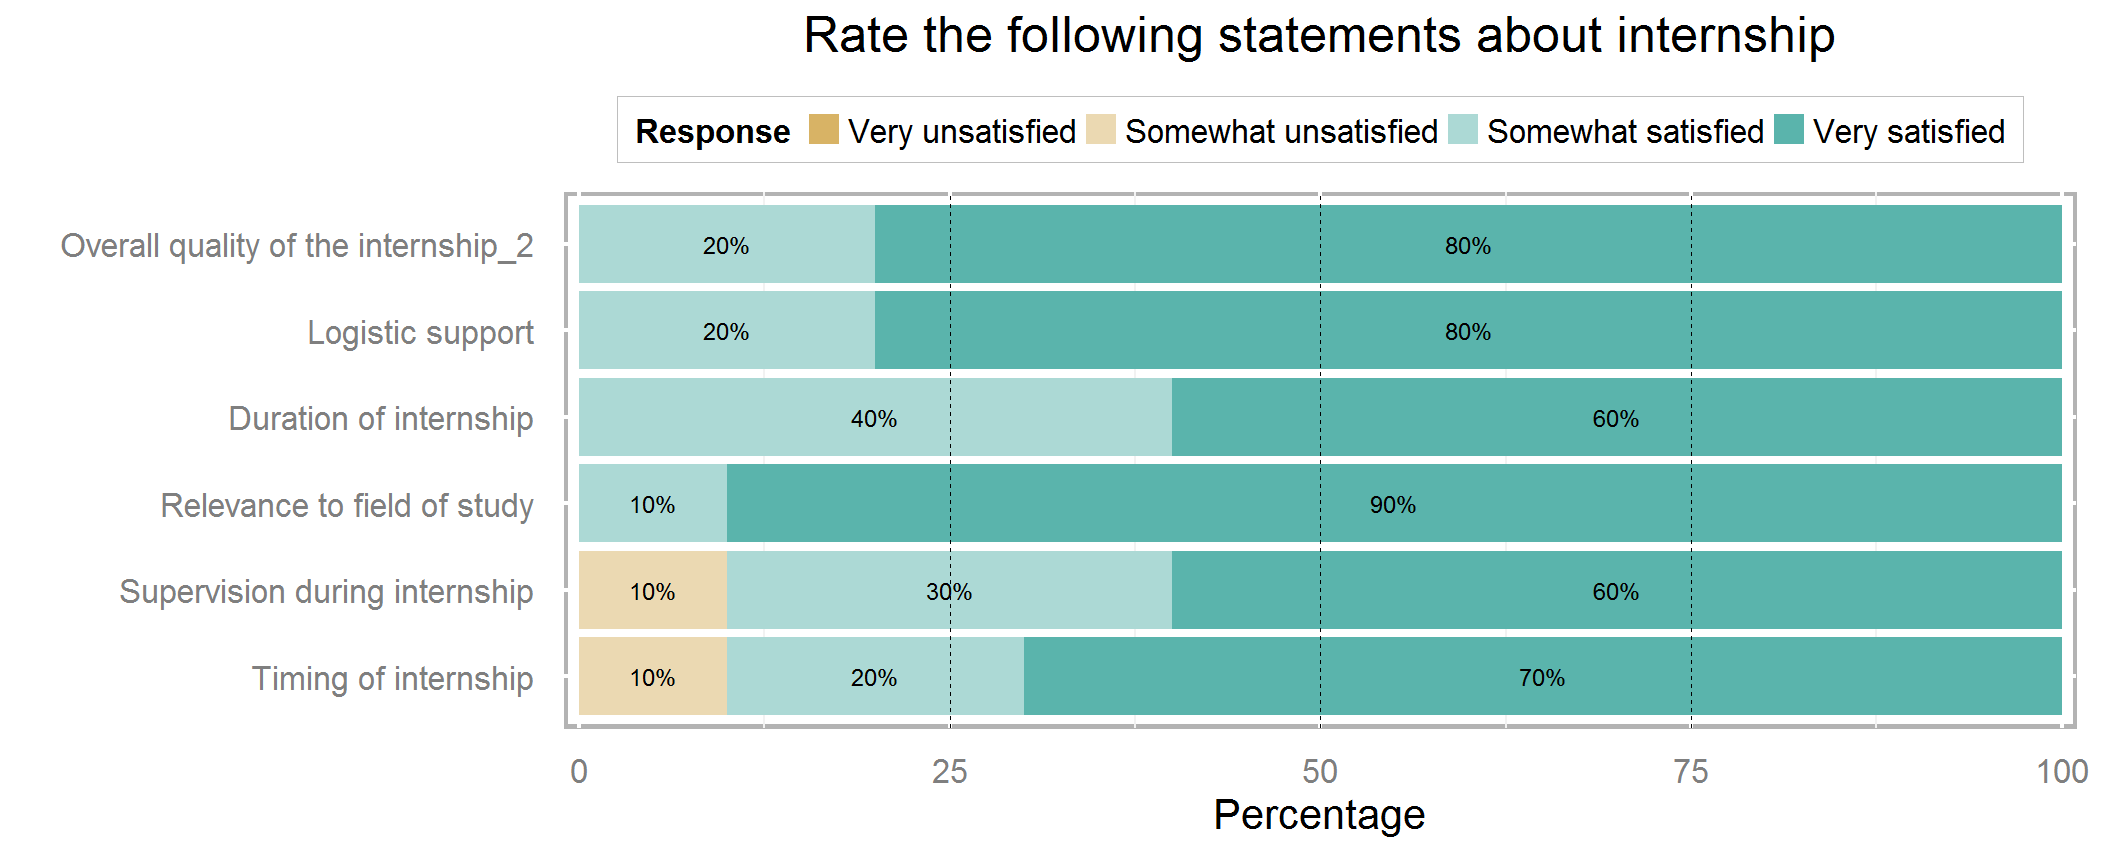 Rate the following statements about internship
Response Very unsatisfied Somewhat unsatisfied Somewhat satisfied Very satisfied
Overall quality of the internship_2 20% 80%
Logistic support 20% 80%
Duration of internship 40% 60%
Relevance to field of study 10% 90%
Supervision during internship 10% 30% 60%
Timing of internship 10% 20% 70%
0 25 50 75 100
Percentage